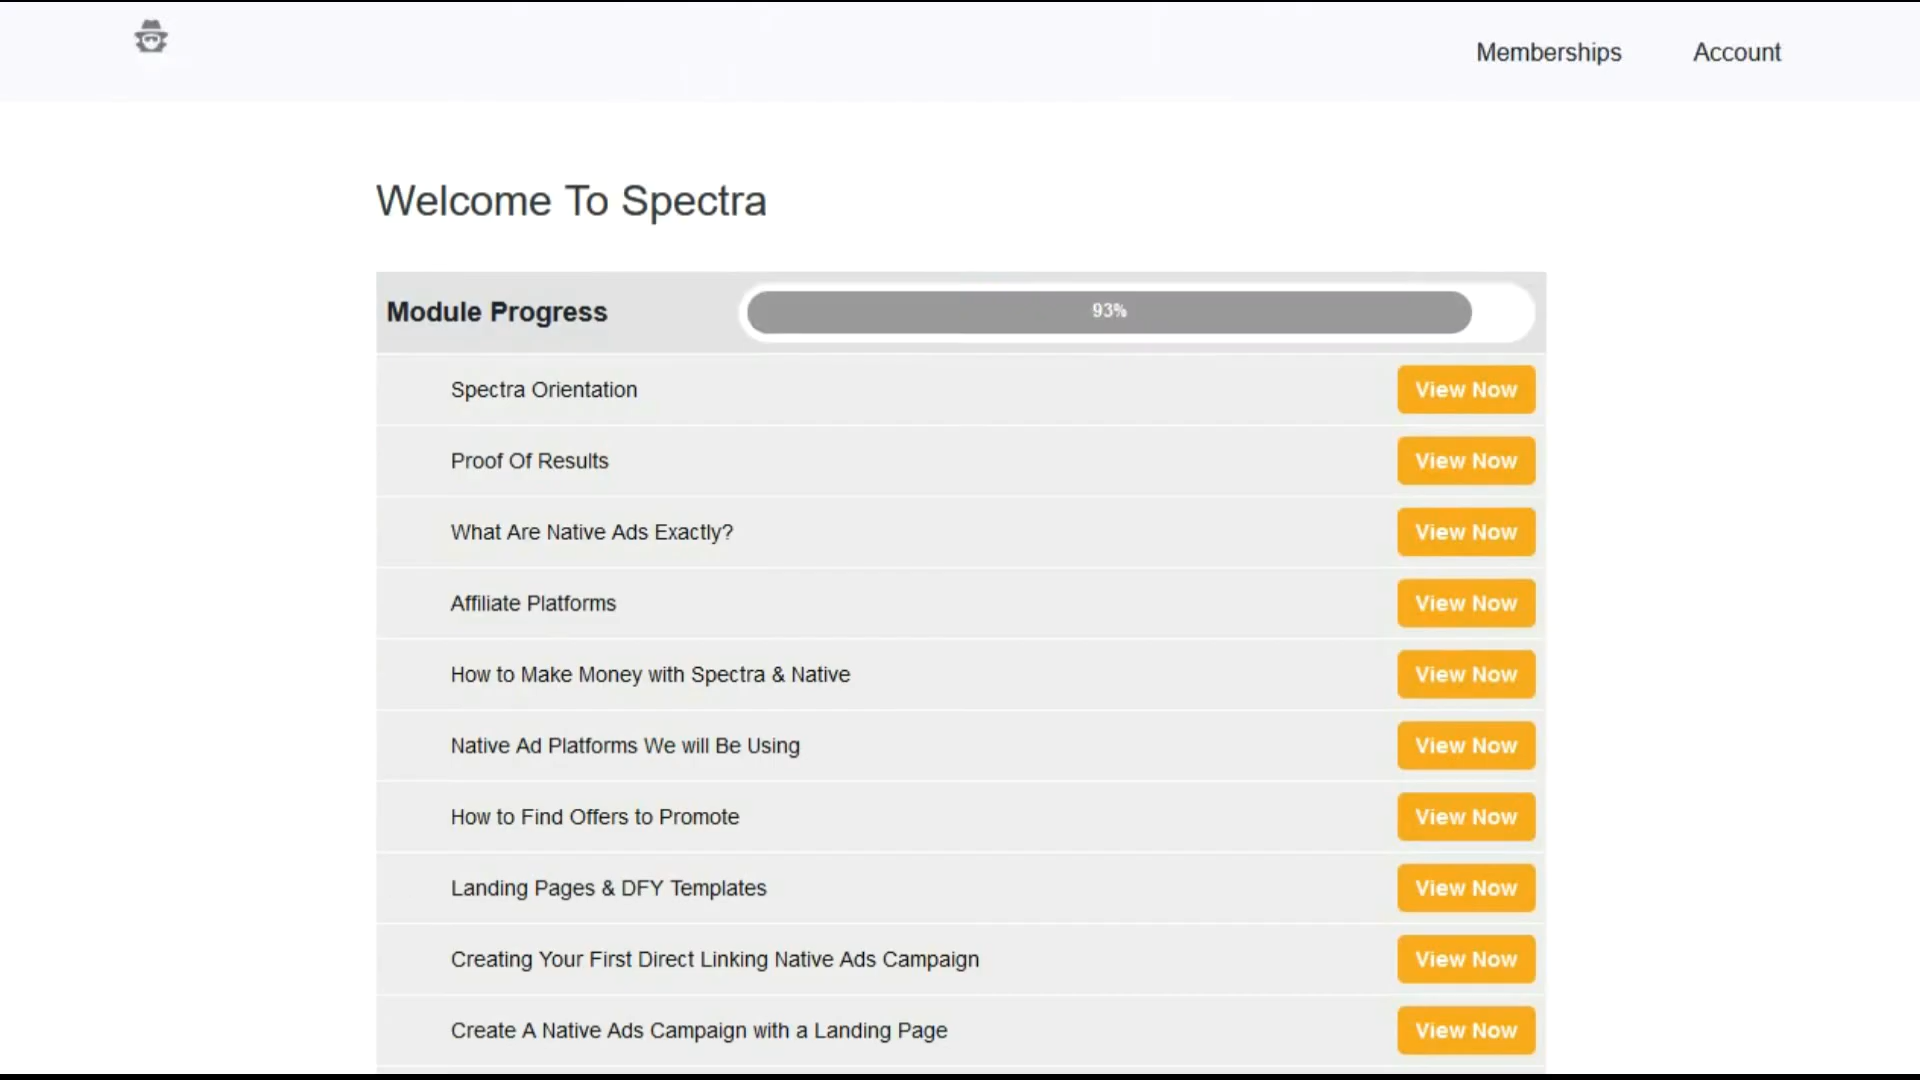 Memberships Account
Welcome To Spectra
Module Progress 93%
Spectra Orientation View Now
Proof Of Results View Now
What Are Native Ads Exactly? View Now
Affiliate Platforms View Now
How to Make Money with Spectra & Native View Now
Native Ad Platforms We will Be Using View Now
How to Find Offers to Promote View Now
Landing Pages & DFY Templates View Now
Creating Your First Direct Linking Native Ads Campaign View Now
Create A Native Ads Campaign with a Landing Page View Now